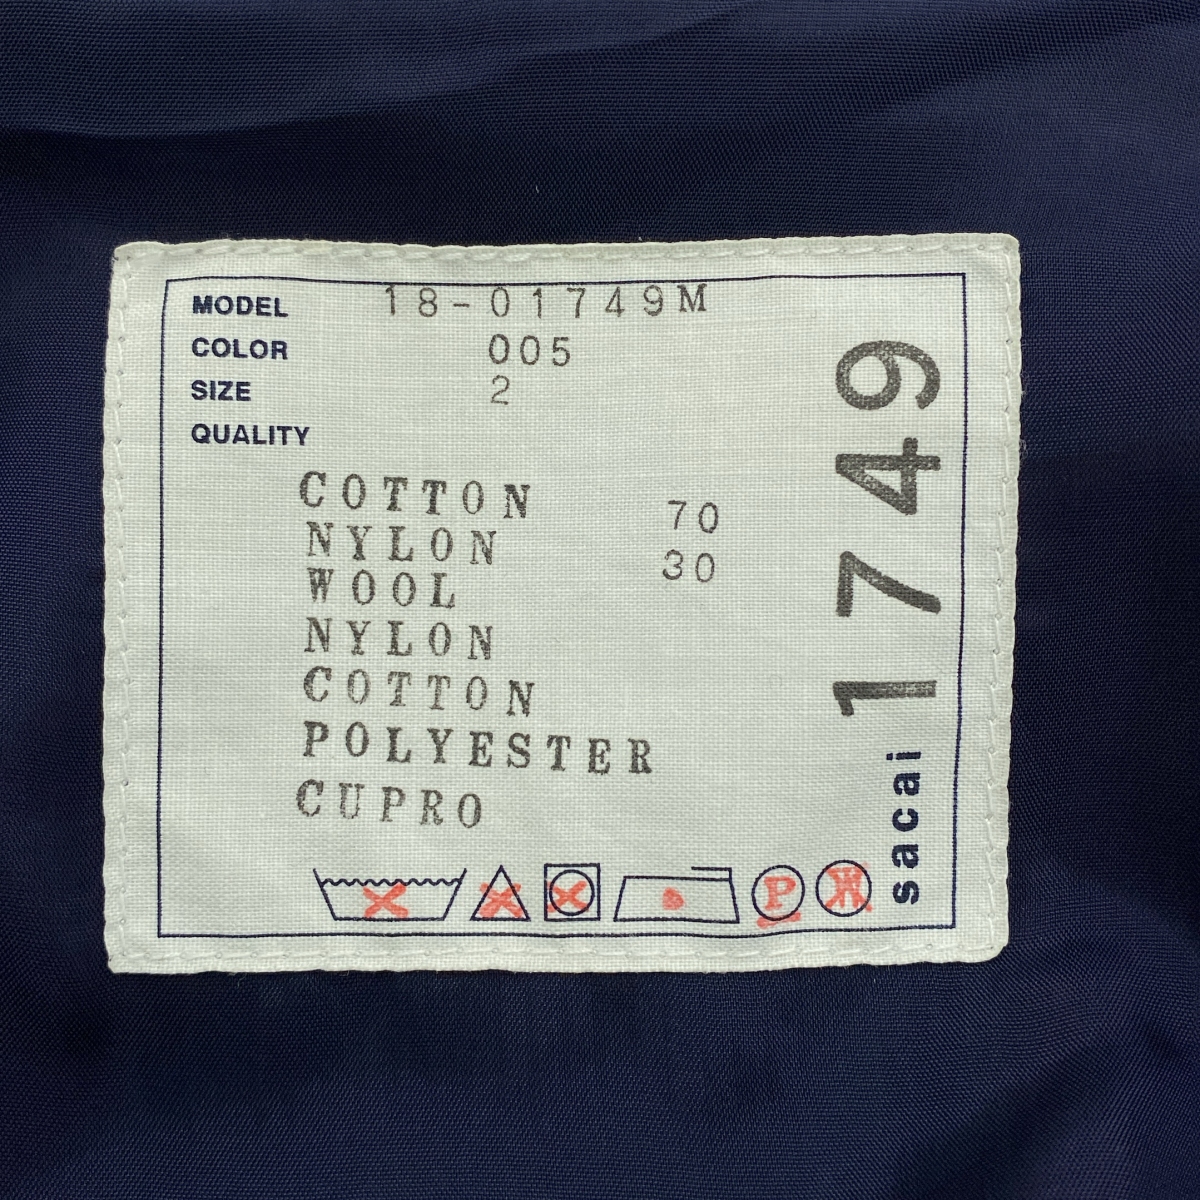 MODEL 18-01749M
COLOR 005
SIZE 2
QUALITY
COTTON 70
NYLON 30
WOOL
NYLON
COTTON
POLYESTER
CUPRO
P W
sacai 1749